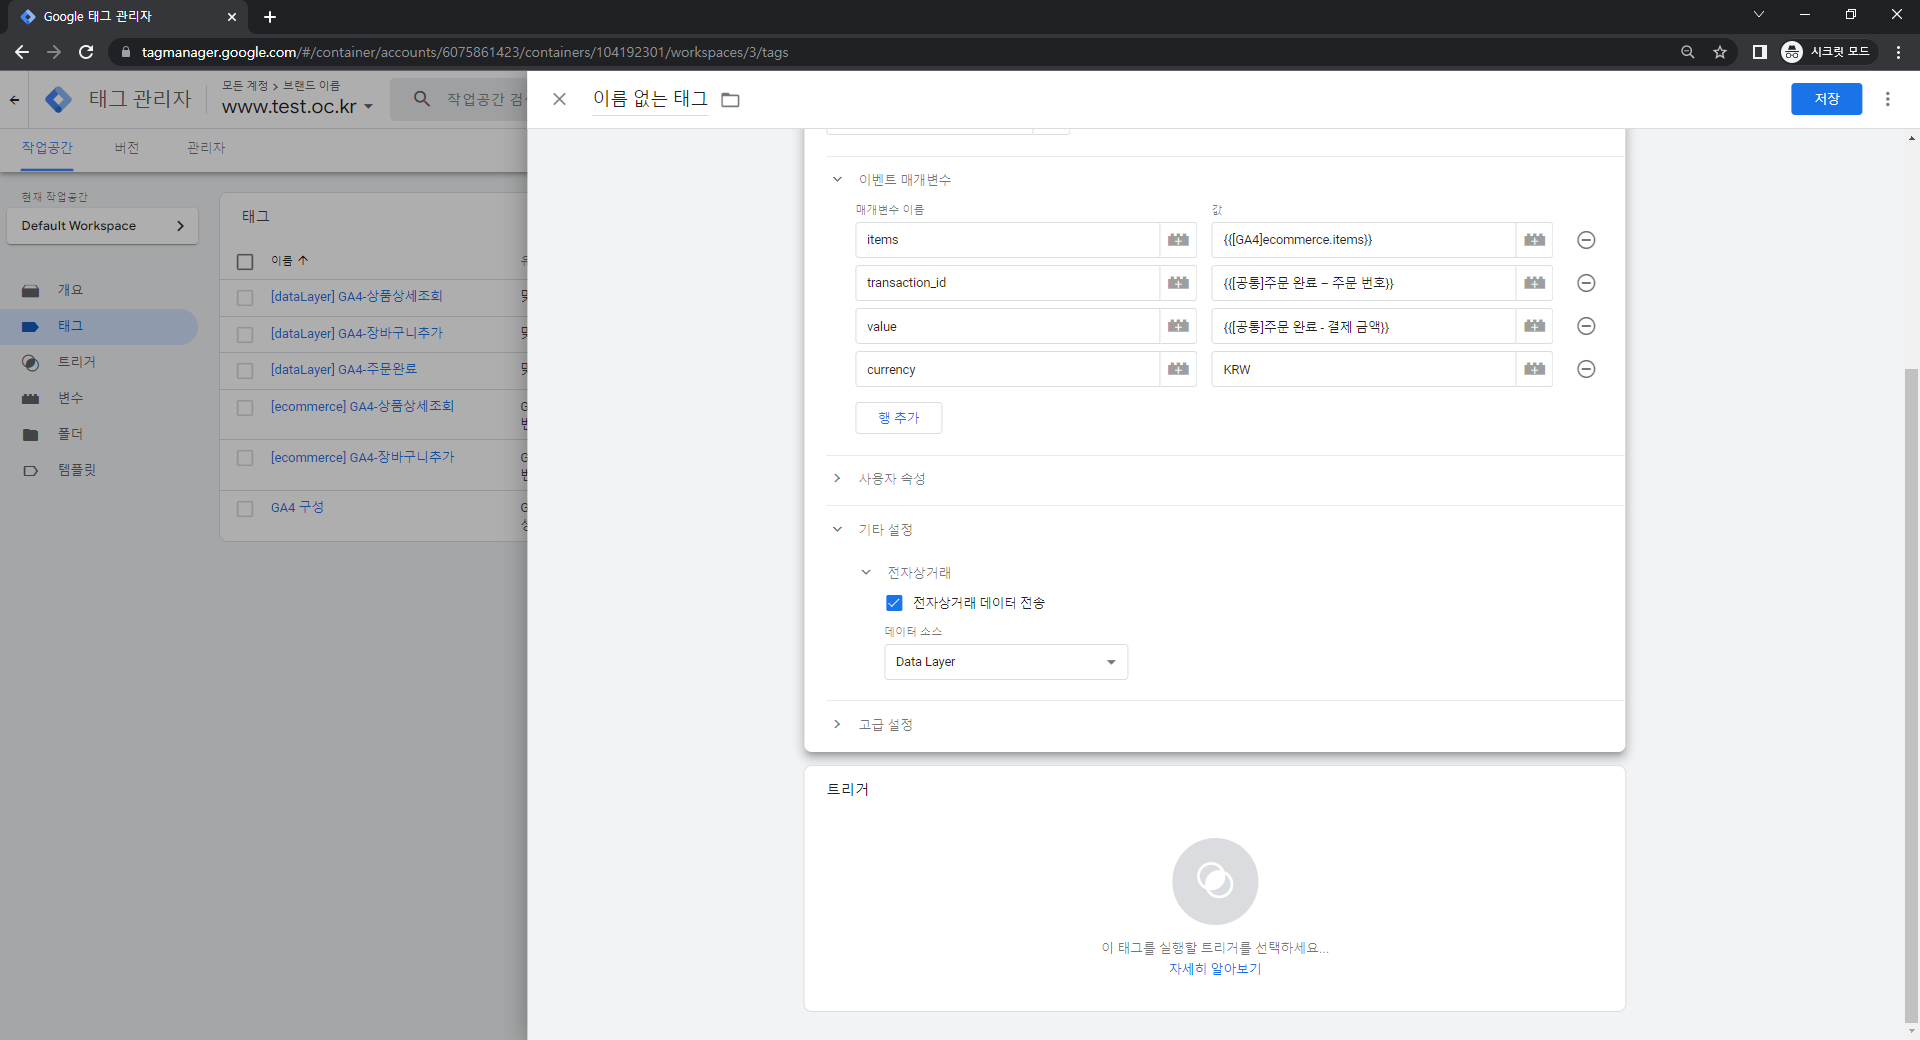 Google 태그 관리자
tagmanager.google.com/#/container/accounts/6075861423/containers/104192301/workspaces/3/tags
시크릿 모드
태그 관리자
모든 계정 > 브랜드 이름
www.test.oc.kr
작업공간 검
이름 없는 태그
저장
작업공간
버전
관리자
현재 작업공간
Default Workspace
개요
태그
트리거
변수
폴더
템플릿
태그
이름
[dataLayer] GA4-상품상세조회
[dataLayer] GA4-장바구니추가
[dataLayer] GA4-주문완료
[ecommerce] GA4-상품상세조회
[ecommerce] GA4-장바구니추가
GA4 구성
이벤트 매개변수
매개변수 이름
값
items
{{[GA4]ecommerce.items}}
transaction_id
{{[공통]주문 완료 – 주문 번호}}
value
{{[공통]주문 완료 - 결제 금액}}
currency
KRW
행 추가
사용자 속성
기타 설정
전자상거래
전자상거래 데이터 전송
데이터 소스
Data Layer
고급 설정
트리거
이 태그를 실행할 트리거를 선택하세요...
자세히 알아보기